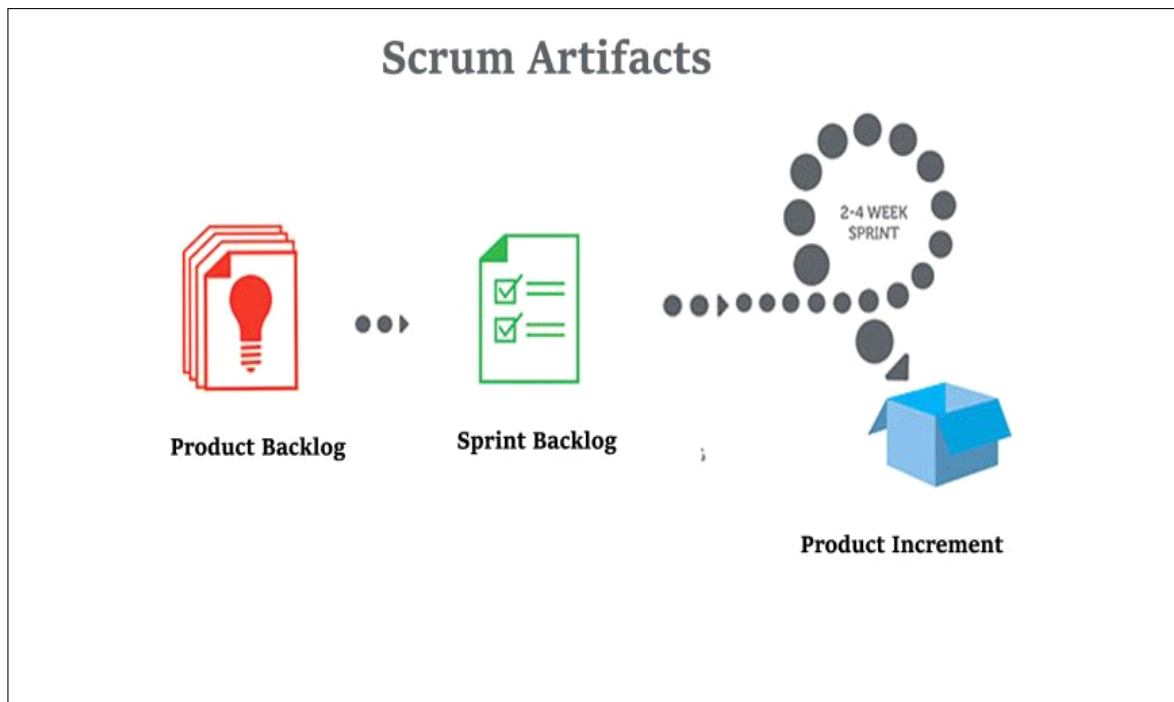 Scrum Artifacts
2-4 WEEK
SPRINT
Product Backlog
Sprint Backlog
;
Product Increment